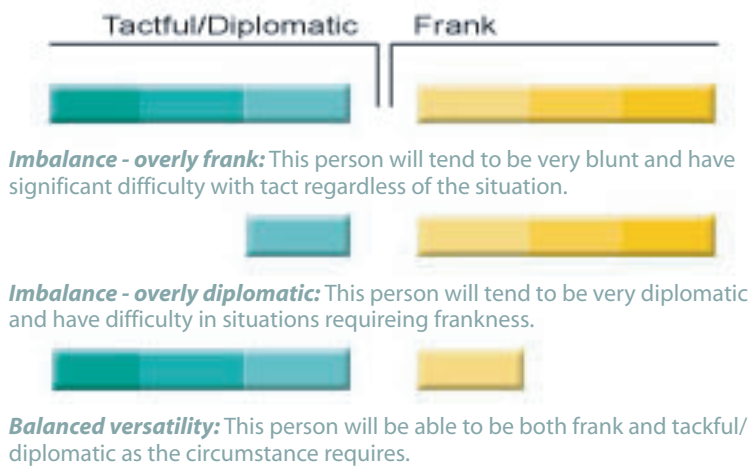 Tactful/Diplomatic Frank
Imbalance - overly frank: This person will tend to be very blunt and have
significant difficulty with tact regardless of the situation.
Imbalance - overly diplomatic: This person will tend to be very diplomatic
and have difficulty in situations requireing frankness.
Balanced versatility: This person will be able to be both frank and tackful/
diplomatic as the circumstance requires.